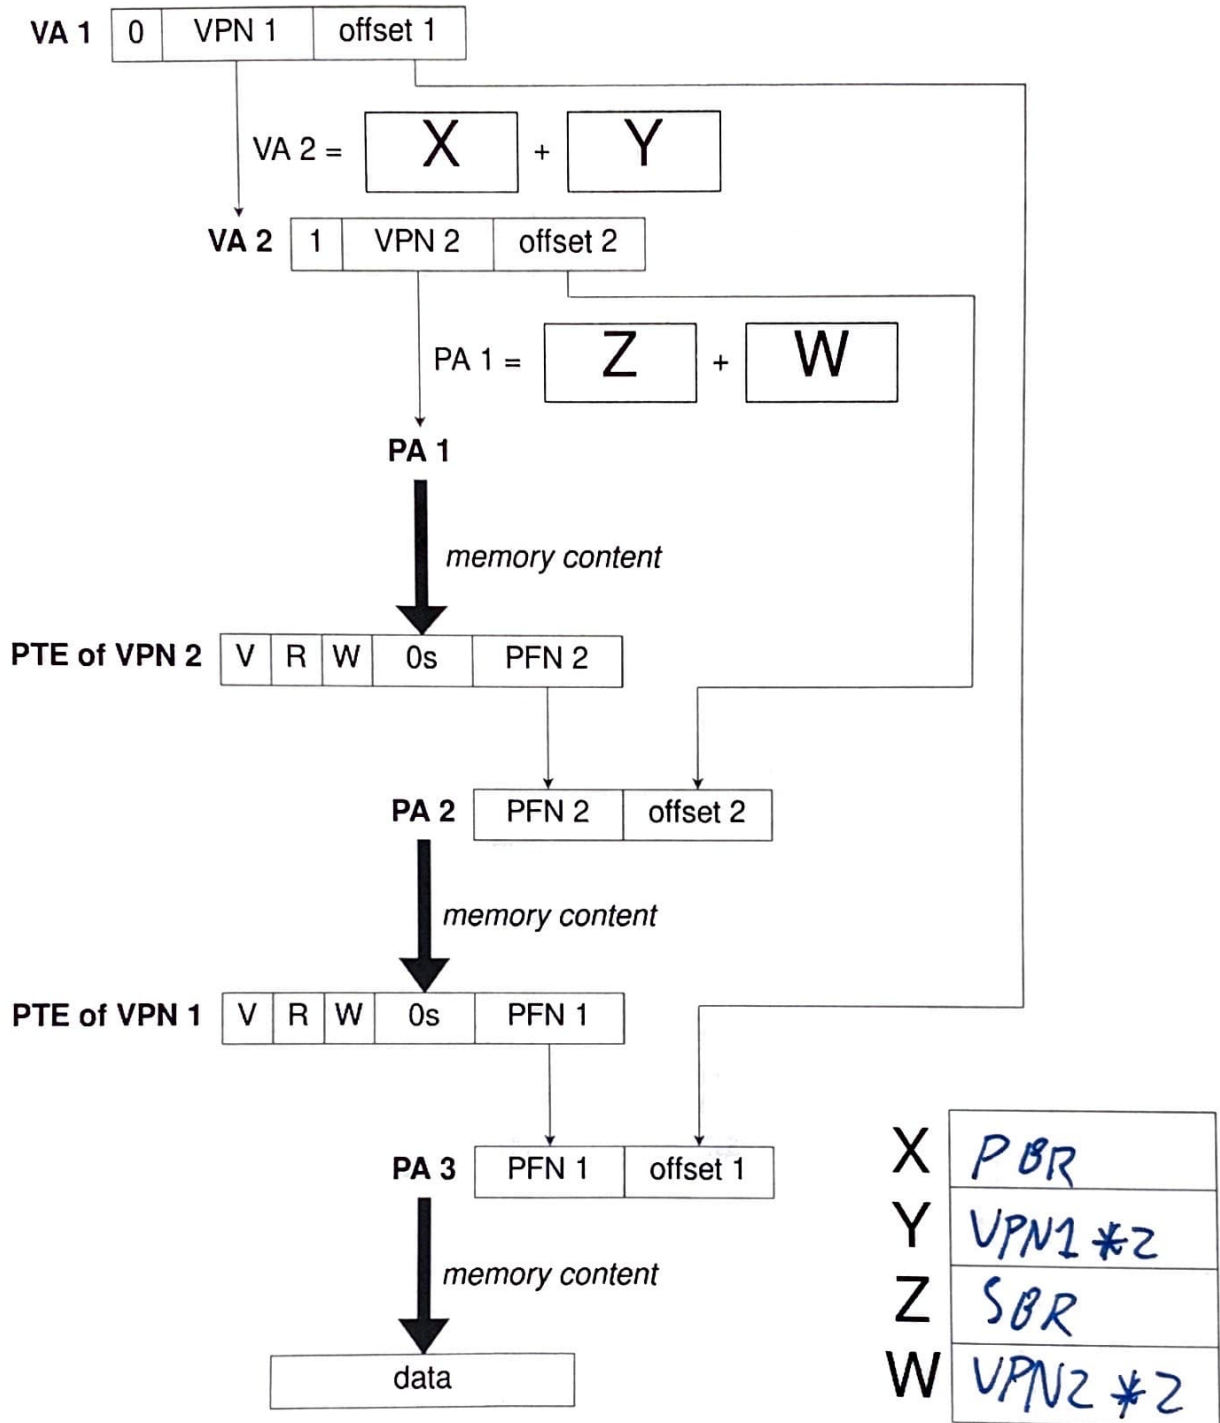 VA 1 0 VPN 1 offset 1
VA 2 = X + Y
VA 2 1 VPN 2 offset 2
PA 1 = Z + W
PA 1
memory content
PTE of VPN 2 V R W 0s PFN 2
PA 2 PFN 2 offset 2
memory content
PTE of VPN 1 V R W 0s PFN 1
PA 3 PFN 1 offset 1
memory content
data
X PBR
Y VPN1 *2
Z SBR
W VPN2 *2